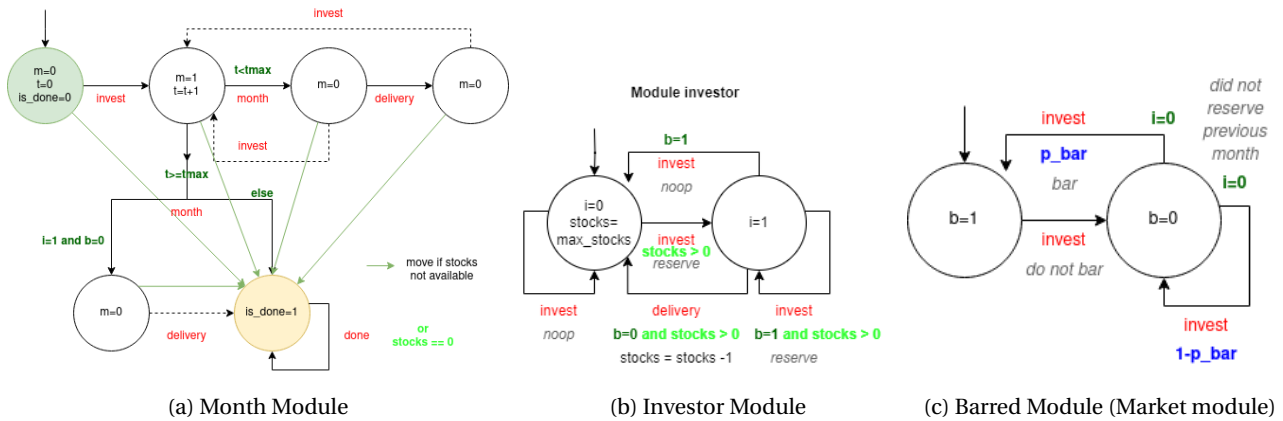 invest
m=0
t=0
is_done=0
invest
m=1
t=t+1
t<tmax
month
m=0
delivery
m=0
invest
t>=tmax
else
month
i=1 and b=0
move if stocks
not available
m=0
delivery
is_done=1
done
or
stocks == 0
(a) Month Module
Module investor
b=1
invest
noop
i=0
stocks=
max_stocks
invest
stocks > 0
reserve
i=1
invest
noop
delivery
b=0 and stocks > 0
stocks = stocks -1
invest
b=1 and stocks > 0
reserve
(b) Investor Module
did not
reserve
previous
month
invest
i=0
p_bar
bar
i=0
b=1
b=0
invest
do not bar
invest
1-p_bar
(c) Barred Module (Market module)